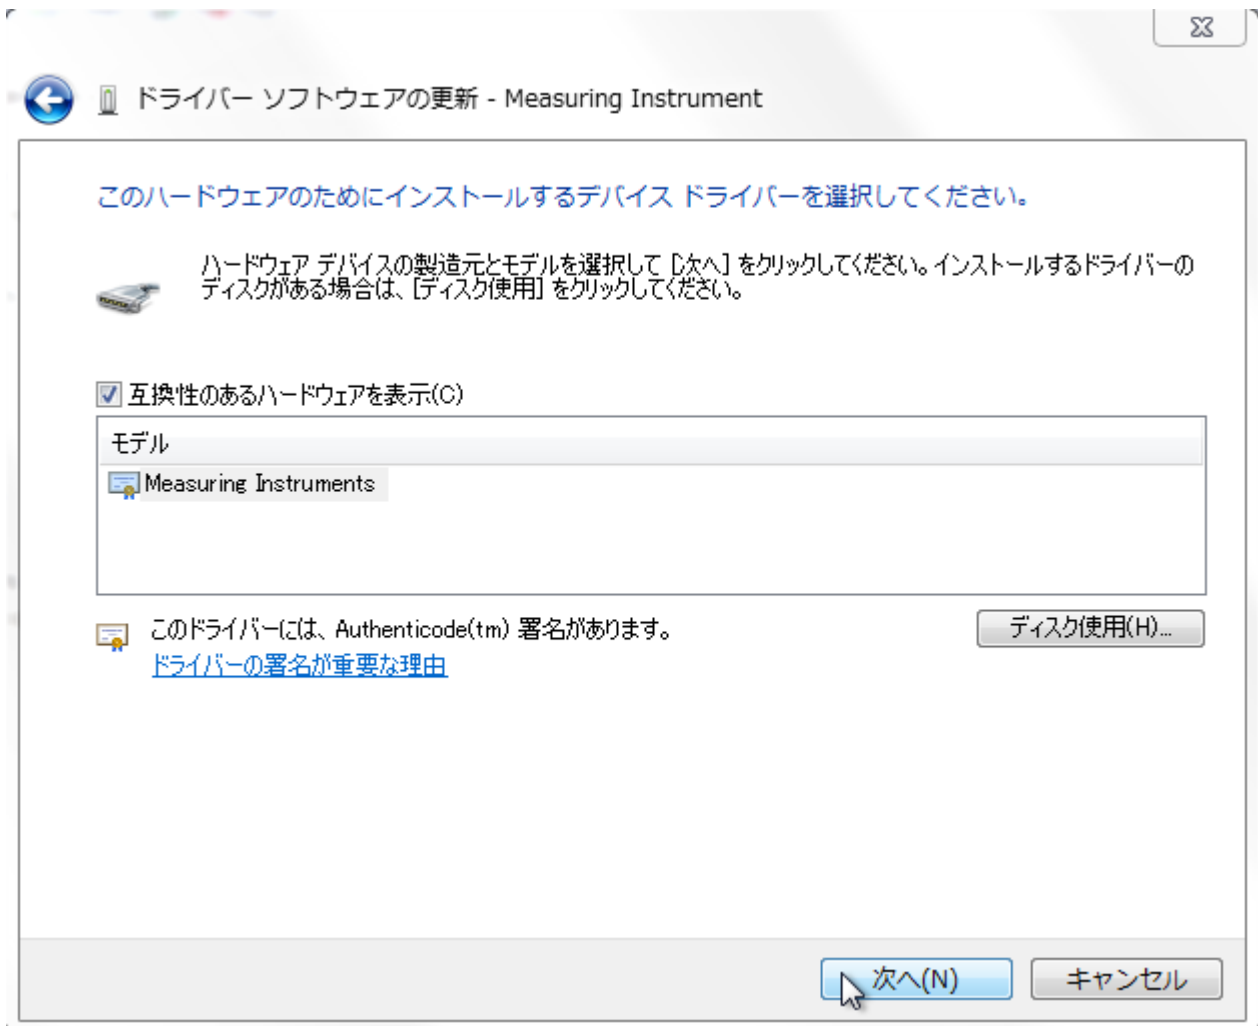 ドライバー ソフトウェアの更新 - Measuring Instrument
このハードウェアのためにインストールするデバイス ドライバーを選択してください。
ハードウェア デバイスの製造元とモデルを選択して [次へ] をクリックしてください。インストールするドライバーの
ディスクがある場合は、[ディスク使用] をクリックしてください。
互換性のあるハードウェアを表示(C)
モデル
Measuring Instruments
このドライバーには、Authenticode(tm) 署名があります。
ディスク使用(H)...
ドライバーの署名が重要な理由
次へ(N)
キャンセル